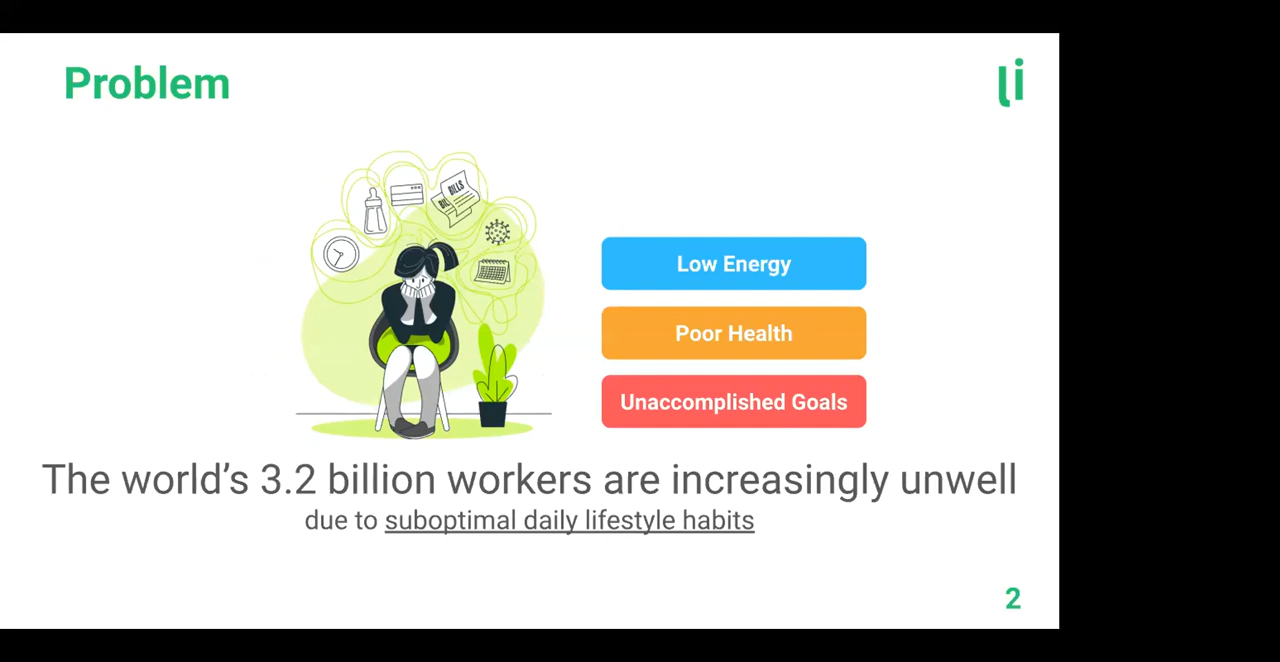 Problem
BILLS
Low Energy
Poor Health
Unaccomplished Goals
The world's 3.2 billion workers are increasingly unwell
due to suboptimal daily lifestyle habits
2